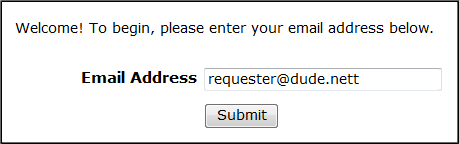 Welcome! To begin, please enter your email address below.
Email Address requester@dude.nett
Submit